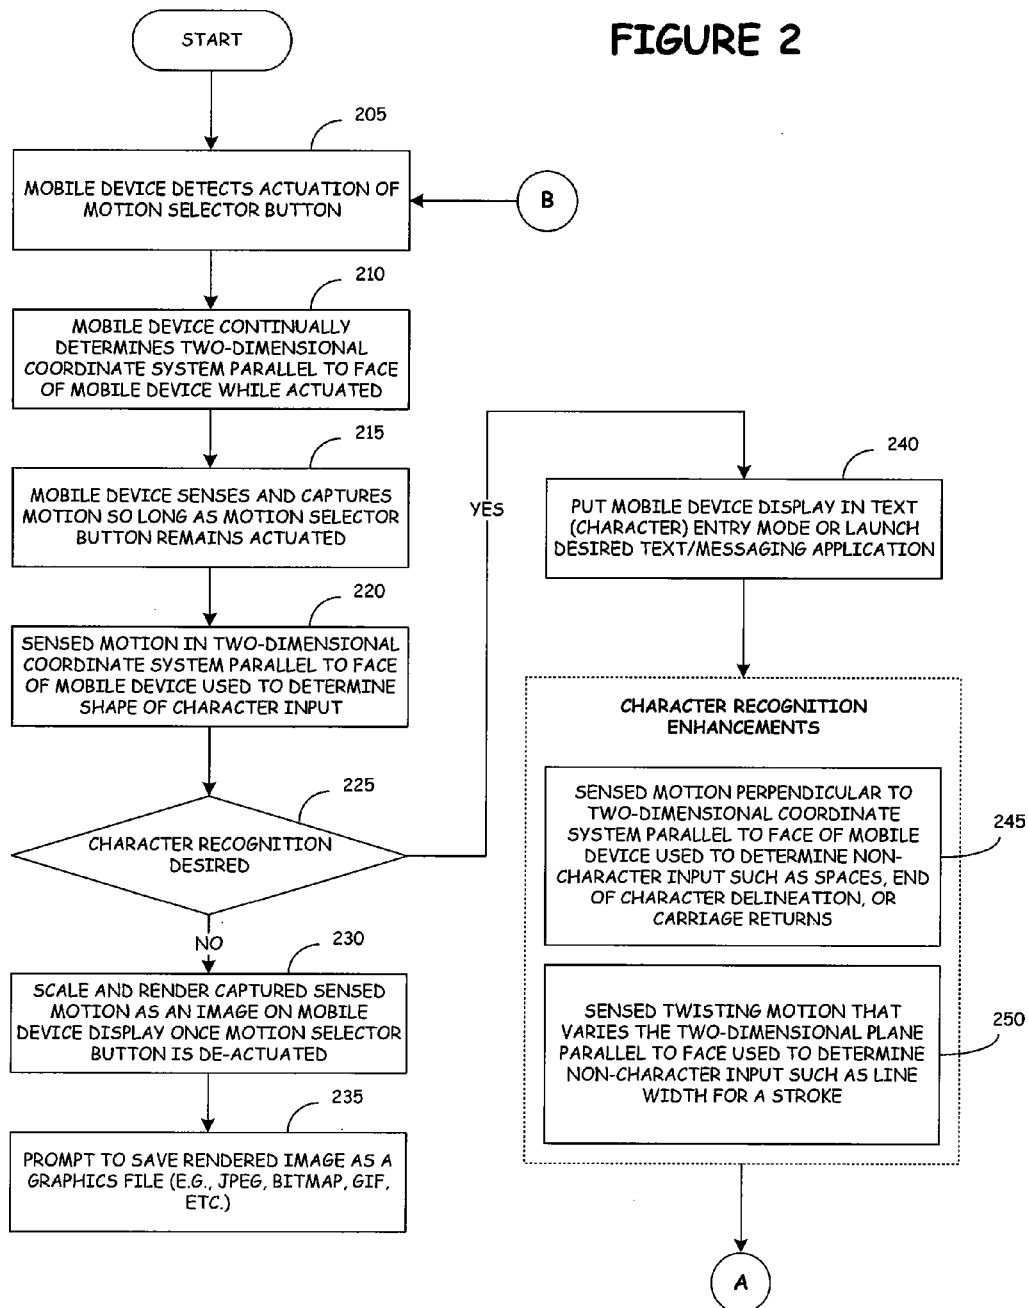 FIGURE 2
START
205
MOBILE DEVICE DETECTS ACTUATION OF
MOTION SELECTOR BUTTON
B
210
MOBILE DEVICE CONTINUALLY
DETERMINES TWO-DIMENSIONAL
COORDINATE SYSTEM PARALLEL TO FACE
OF MOBILE DEVICE WHILE ACTUATED
215
MOBILE DEVICE SENSES AND CAPTURES
MOTION SO LONG AS MOTION SELECTOR
BUTTON REMAINS ACTUATED
220
SENSED MOTION IN TWO-DIMENSIONAL
COORDINATE SYSTEM PARALLEL TO FACE
OF MOBILE DEVICE USED TO DETERMINE
SHAPE OF CHARACTER INPUT
225
CHARACTER RECOGNITION
DESIRED
NO
230
SCALE AND RENDER CAPTURED SENSED
MOTION AS AN IMAGE ON MOBILE
DEVICE DISPLAY ONCE MOTION SELECTOR
BUTTON IS DE-ACTUATED
235
PROMPT TO SAVE RENDERED IMAGE AS A
GRAPHICS FILE (E.G., JPEG, BITMAP, GIF,
ETC.)
YES
240
PUT MOBILE DEVICE DISPLAY IN TEXT
(CHARACTER) ENTRY MODE OR LAUNCH
DESIRED TEXT/MESSAGING APPLICATION
CHARACTER RECOGNITION
ENHANCEMENTS
SENSED MOTION PERPENDICULAR TO
TWO-DIMENSIONAL COORDINATE
SYSTEM PARALLEL TO FACE OF MOBILE
DEVICE USED TO DETERMINE NON-
CHARACTER INPUT SUCH AS SPACES, END
OF CHARACTER DELINEATION, OR
CARRIAGE RETURNS
245
SENSED TWISTING MOTION THAT
VARIES THE TWO-DIMENSIONAL PLANE
PARALLEL TO FACE USED TO DETERMINE
NON-CHARACTER INPUT SUCH AS LINE
WIDTH FOR A STROKE
250
A